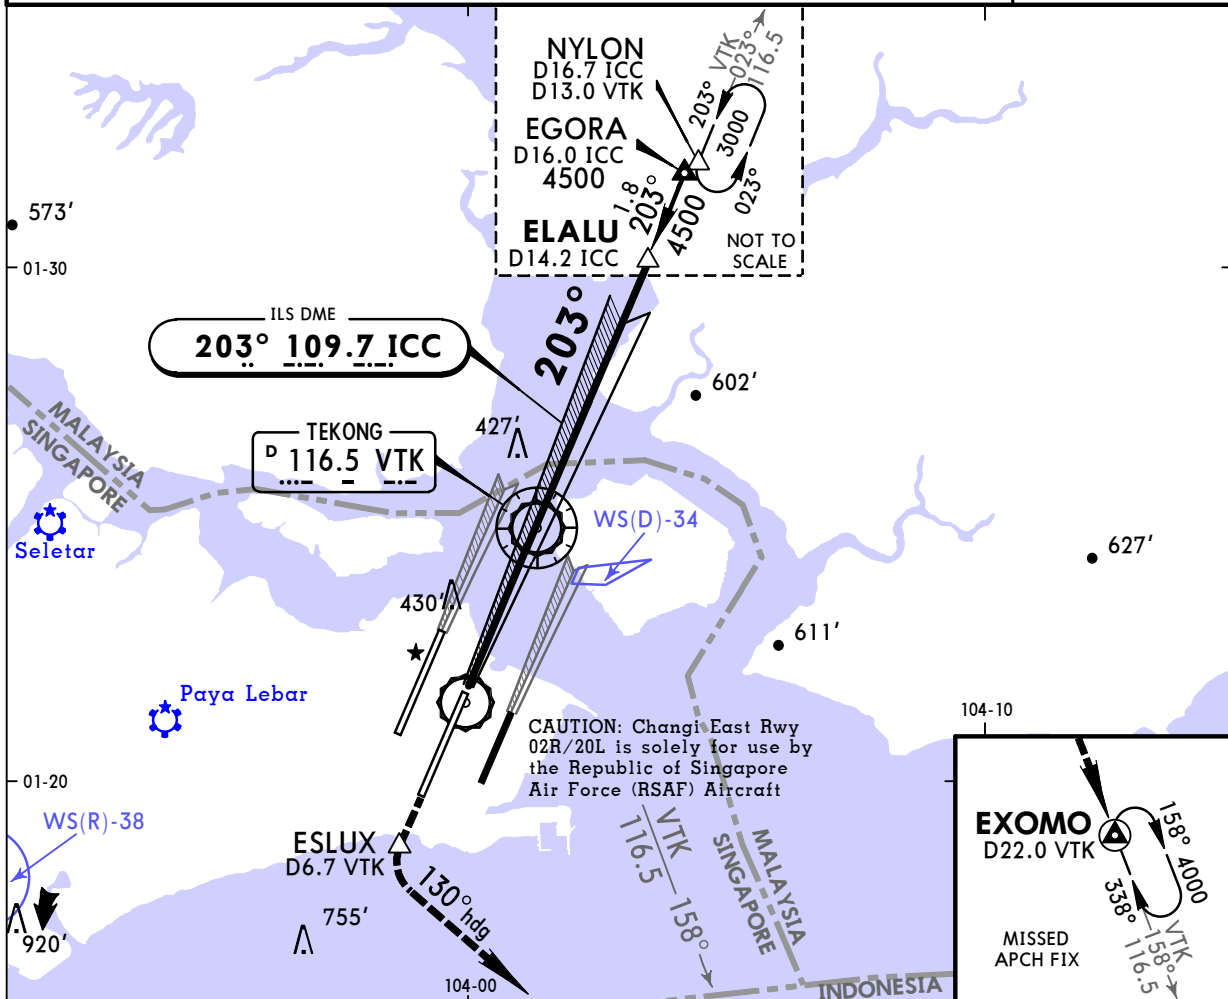 NYLON
D16.7 ICC
D13.0 VTK
VTK
023°
116.5
203°
3000
023°
EGORA
D16.0 ICC
4500
1.8
203°
4500
ELALU
D14.2 ICC
NOT TO
SCALE
573'
01-30
ILS DME
203° 109.7 ICC
203°
602'
MALAYSIA
SINGAPORE
427'
TEKONG
D 116.5 VTK
WS(D)-34
Seletar
627'
430'
611'
Paya Lebar
104-10
CAUTION: Changi East Rwy
02R/20L is solely for use by
the Republic of Singapore
Air Force (RSAF) Aircraft
01-20
WS(R)-38
ESLUX
D6.7 VTK
130° hdg
VTK
116.5
158°
MALAYSIA
SINGAPORE
EXOMO
D22.0 VTK
158° 4000
338°
VTK
158°
116.5
MISSED
APCH FIX
755'
920'
104-00
INDONESIA